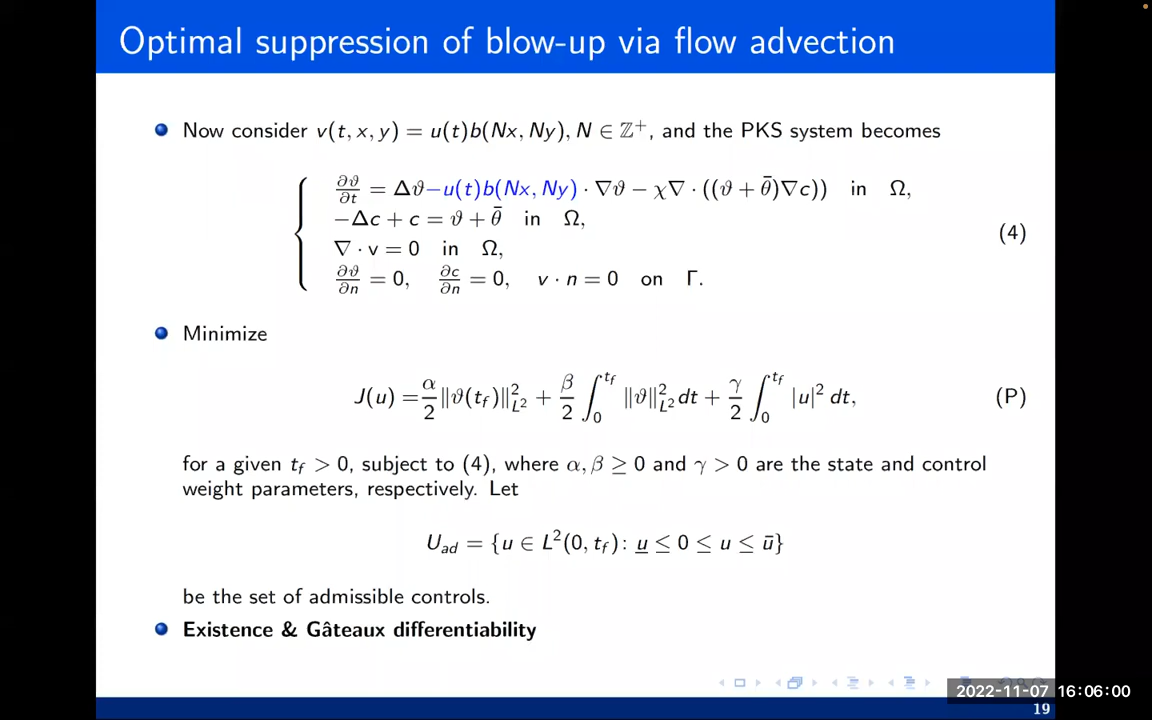 Optimal suppression of blow-up via flow advection
Now consider v(t, x, y) = u(t)b(Nx, Ny), N ∈ ℤ⁺, and the PKS system becomes
∂ϑ/∂t = Δϑ−u(t)b(Nx, Ny) · ∇ϑ − χ∇ · ((ϑ + θ̄)∇c)) in Ω,
−Δc + c = ϑ + θ̄ in Ω,
∇ · v = 0 in Ω,
(4)
∂ϑ/∂n = 0, ∂c/∂n = 0, v · n = 0 on Γ.
Minimize
J(u) = α/2 ‖ϑ(t_f)‖²_{L²} + β/2 ∫₀^{t_f} ‖ϑ‖²_{L²} dt + γ/2 ∫₀^{t_f} |u|² dt, (P)
for a given t_f > 0, subject to (4), where α, β ≥ 0 and γ > 0 are the state and control
weight parameters, respectively. Let
U_{ad} = {u ∈ L²(0, t_f): u̲ ≤ 0 ≤ u ≤ ū}
be the set of admissible controls.
Existence & Gâteaux differentiability
2022-11-07 16:06:00
19